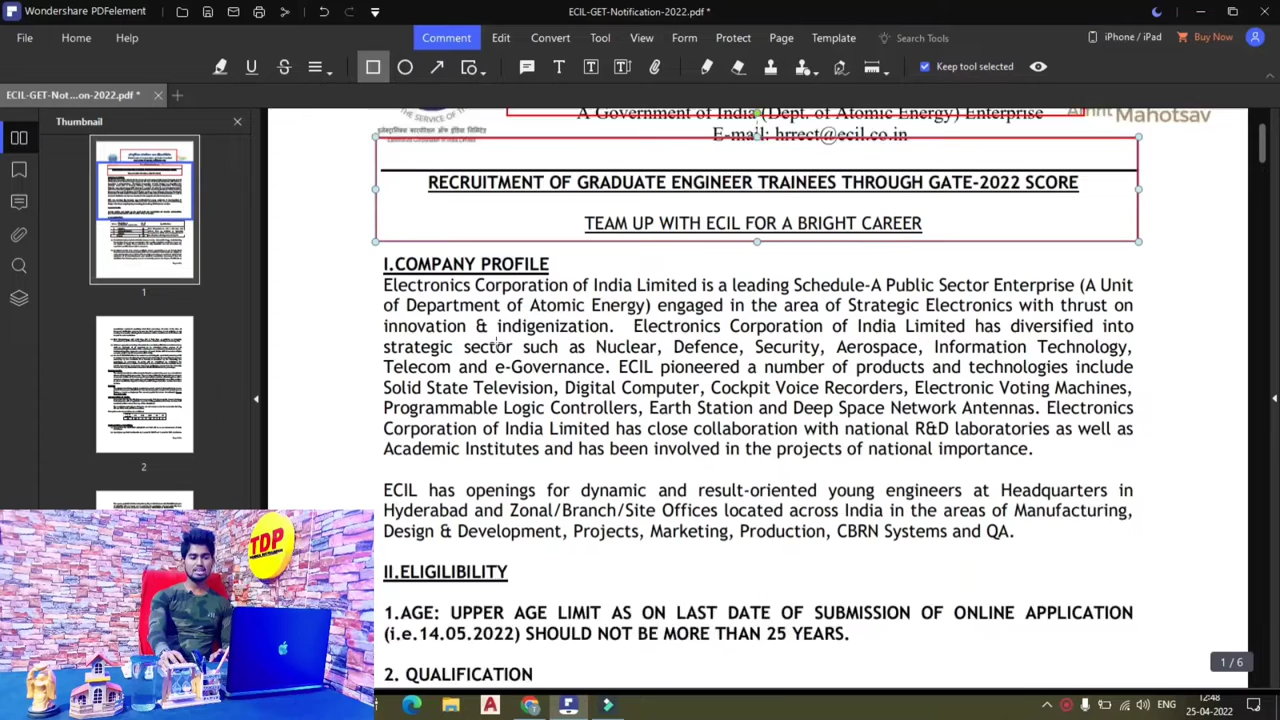 Wondershare PDFelement
ECIL-GET-Notification-2022.pdf *
File Home Help Comment Edit Convert Tool View Form Protect Page Template Search Tools iPhone / iPad Buy Now
Keep tool selected
ECIL-GET-Not...on-2022.pdf *
Thumbnail
1
2
THE SERVICE OF
A Government of India (Dept. of Atomic Energy) Enterprise
Mahotsav
E-mail: hrrect@ecil.co.in
RECRUITMENT OF GRADUATE ENGINEER TRAINEES THROUGH GATE-2022 SCORE
TEAM UP WITH ECIL FOR A BRIGHT CAREER
I.COMPANY PROFILE
Electronics Corporation of India Limited is a leading Schedule-A Public Sector Enterprise (A Unit
of Department of Atomic Energy) engaged in the area of Strategic Electronics with thrust on
innovation & indigenization. Electronics Corporation of India Limited has diversified into
strategic sector such as Nuclear, Defence, Security, Aerospace, Information Technology,
Telecom and e-Governance. ECIL pioneered a number of products and technologies include
Solid State Television, Digital Computer, Cockpit Voice Recorders, Electronic Voting Machines,
Programmable Logic Controllers, Earth Station and Deep Space Network Antennas. Electronics
Corporation of India Limited has close collaboration with national R&D laboratories as well as
Academic Institutes and has been involved in the projects of national importance.
ECIL has openings for dynamic and result-oriented young engineers at Headquarters in
Hyderabad and Zonal/Branch/Site Offices located across India in the areas of Manufacturing,
Design & Development, Projects, Marketing, Production, CBRN Systems and QA.
II.ELIGILIBILITY
1.AGE: UPPER AGE LIMIT AS ON LAST DATE OF SUBMISSION OF ONLINE APPLICATION
(i.e.14.05.2022) SHOULD NOT BE MORE THAN 25 YEARS.
2. QUALIFICATION
1 / 6
TDP
ENG
12:48
25-04-2022